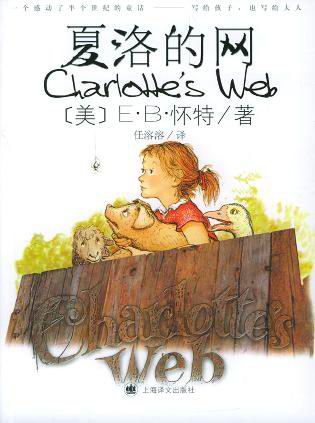 一个感动了半个世纪的童话——写给孩子，也写给大人
夏洛的网
Charlotte's Web
〔美〕E·B·怀特／著
任溶溶／译
Charlotte's
Web
上海译文出版社